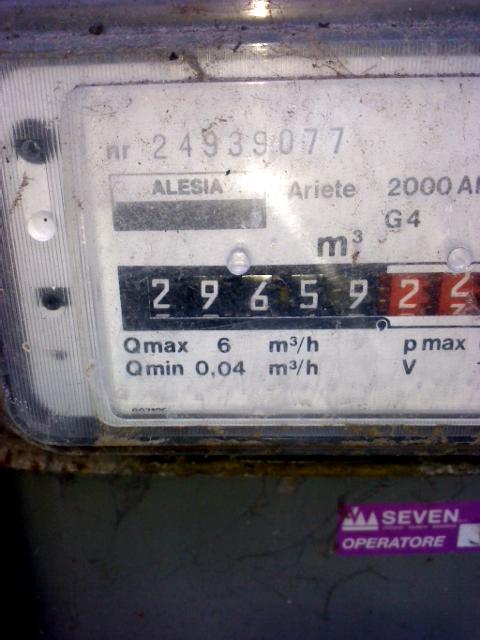 nr 24939077
ALESIA
Ariete 2000
G4
m³
2 9 6 5 9 2 2
Qmax 6 m³/h
p max
Qmin 0,04 m³/h
V
SEVEN
OPERATORE